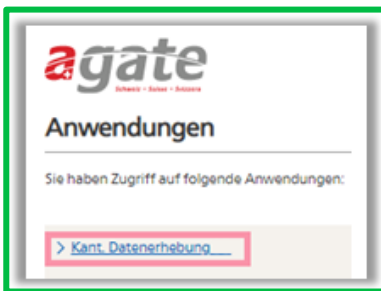 agate
Schweiz - Suisse - Svizzera
Anwendungen
Sie haben Zugriff auf folgende Anwendungen:
> Kant. Datenerhebung